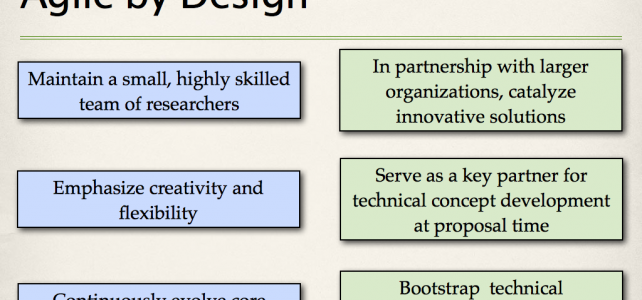 Agile by Design
Maintain a small, highly skilled
team of researchers
In partnership with larger
organizations, catalyze
innovative solutions
Emphasize creativity and
flexibility
Serve as a key partner for
technical concept development
at proposal time
Continuously evolve core
Bootstrap technical